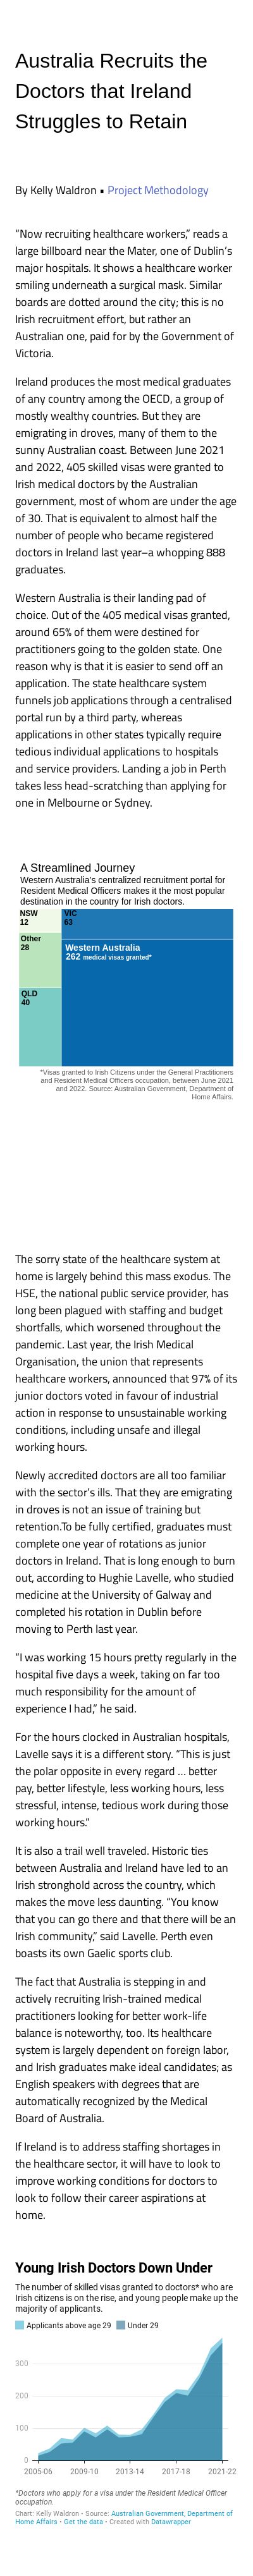 Australia Recruits the
Doctors that Ireland
Struggles to Retain
By Kelly Waldron ▪ Project Methodology
“Now recruiting healthcare workers,” reads a
large billboard near the Mater, one of Dublin’s
major hospitals. It shows a healthcare worker
smiling underneath a surgical mask. Similar
boards are dotted around the city; this is no
Irish recruitment effort, but rather an
Australian one, paid for by the Government of
Victoria.
Ireland produces the most medical graduates
of any country among the OECD, a group of
mostly wealthy countries. But they are
emigrating in droves, many of them to the
sunny Australian coast. Between June 2021
and 2022, 405 skilled visas were granted to
Irish medical doctors by the Australian
government, most of whom are under the age
of 30. That is equivalent to almost half the
number of people who became registered
doctors in Ireland last year–a whopping 888
graduates.
Western Australia is their landing pad of
choice. Out of the 405 medical visas granted,
around 65% of them were destined for
practitioners going to the golden state. One
reason why is that it is easier to send off an
application. The state healthcare system
funnels job applications through a centralised
portal run by a third party, whereas
applications in other states typically require
tedious individual applications to hospitals
and service providers. Landing a job in Perth
takes less head-scratching than applying for
one in Melbourne or Sydney.
A Streamlined Journey
Western Australia’s centralized recruitment portal for
Resident Medical Officers makes it the most popular
destination in the country for Irish doctors.
NSW
12
VIC
63
Other
28
Western Australia
262 medical visas granted*
QLD
40
*Visas granted to Irish Citizens under the General Practitioners
and Resident Medical Officers occupation, between June 2021
and 2022. Source: Australian Government, Department of
Home Affairs.
The sorry state of the healthcare system at
home is largely behind this mass exodus. The
HSE, the national public service provider, has
long been plagued with staffing and budget
shortfalls, which worsened throughout the
pandemic. Last year, the Irish Medical
Organisation, the union that represents
healthcare workers, announced that 97% of its
junior doctors voted in favour of industrial
action in response to unsustainable working
conditions, including unsafe and illegal
working hours.
Newly accredited doctors are all too familiar
with the sector’s ills. That they are emigrating
in droves is not an issue of training but
retention.To be fully certified, graduates must
complete one year of rotations as junior
doctors in Ireland. That is long enough to burn
out, according to Hughie Lavelle, who studied
medicine at the University of Galway and
completed his rotation in Dublin before
moving to Perth last year.
“I was working 15 hours pretty regularly in the
hospital five days a week, taking on far too
much responsibility for the amount of
experience I had,” he said.
For the hours clocked in Australian hospitals,
Lavelle says it is a different story. “This is just
the polar opposite in every regard … better
pay, better lifestyle, less working hours, less
stressful, intense, tedious work during those
working hours.”
It is also a trail well traveled. Historic ties
between Australia and Ireland have led to an
Irish stronghold across the country, which
makes the move less daunting. “You know
that you can go there and that there will be an
Irish community,” said Lavelle. Perth even
boasts its own Gaelic sports club.
The fact that Australia is stepping in and
actively recruiting Irish-trained medical
practitioners looking for better work-life
balance is noteworthy, too. Its healthcare
system is largely dependent on foreign labor,
and Irish graduates make ideal candidates; as
English speakers with degrees that are
automatically recognized by the Medical
Board of Australia.
If Ireland is to address staffing shortages in
the healthcare sector, it will have to look to
improve working conditions for doctors to
look to follow their career aspirations at
home.
Young Irish Doctors Down Under
The number of skilled visas granted to doctors* who are
Irish citizens is on the rise, and young people make up the
majority of applicants.
Applicants above age 29 Under 29
300
200
100
0
2005-06 2009-10 2013-14 2017-18 2021-22
*Doctors who apply for a visa under the Resident Medical Officer
occupation.
Chart: Kelly Waldron • Source: Australian Government, Department of
Home Affairs • Get the data • Created with Datawrapper